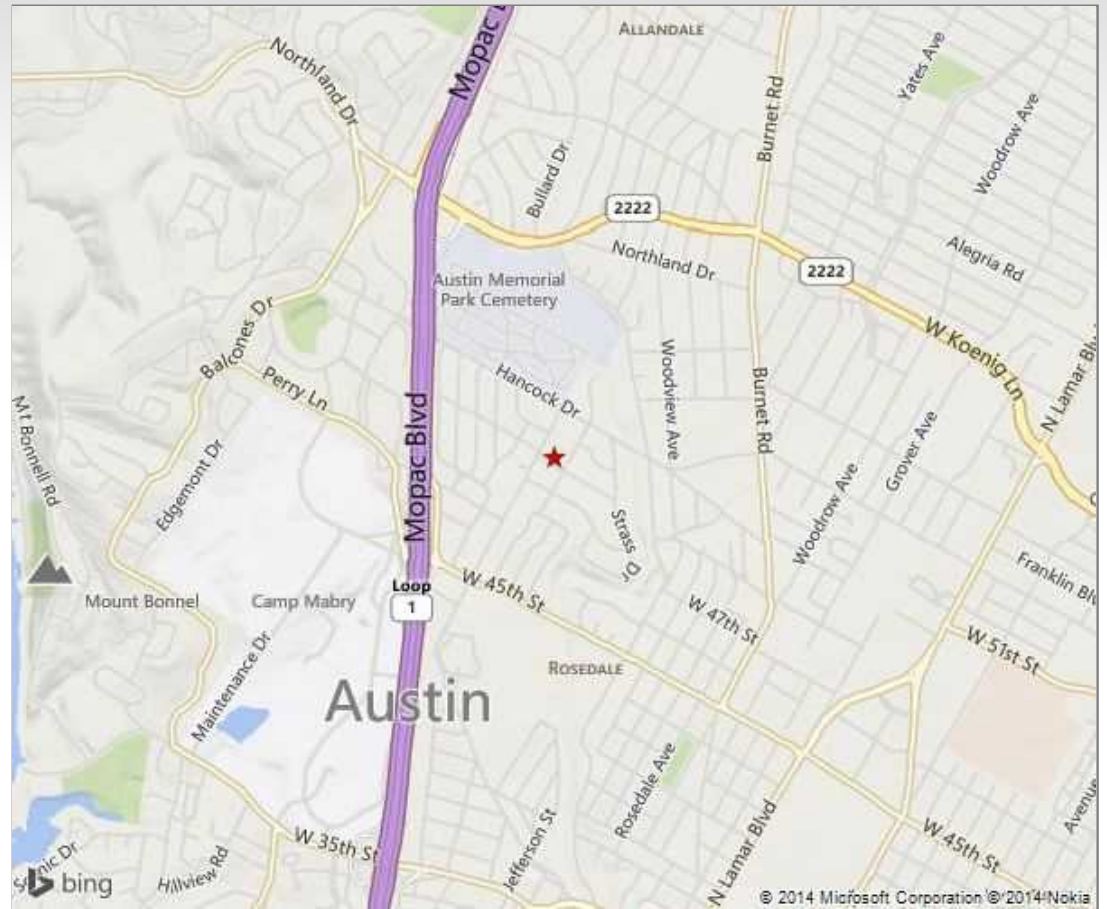 ALLANDALE
Mopac
Northland Dr
Burnet Rd
Yates Ave
Woodrow Ave
Bullard Dr
2222
Northland Dr
Alegria Rd
2222
Austin Memorial
Park Cemetery
W Koenig Ln
Balcones Dr
Perry Ln
Hancock Dr
Woodview Ave
Burnet Rd
N Lamar Blv
Mt Bonnell Rd
Mopac Blvd
Edgemont Dr
Grover Ave
Woodrow Ave
Strass Dr
Franklin Blv
Loop
1
W 45th St
W 47th St
Mount Bonnel
Camp Mabry
W 51st St
ROSEDALE
Maintenance Dr
Austin
Rosedale Ave
Avenue
W 35th St
Jefferson St
N Lamar Blvd
W 45th St
Hillview Rd
bing
© 2014 Microsoft Corporation © 2014 Nokia